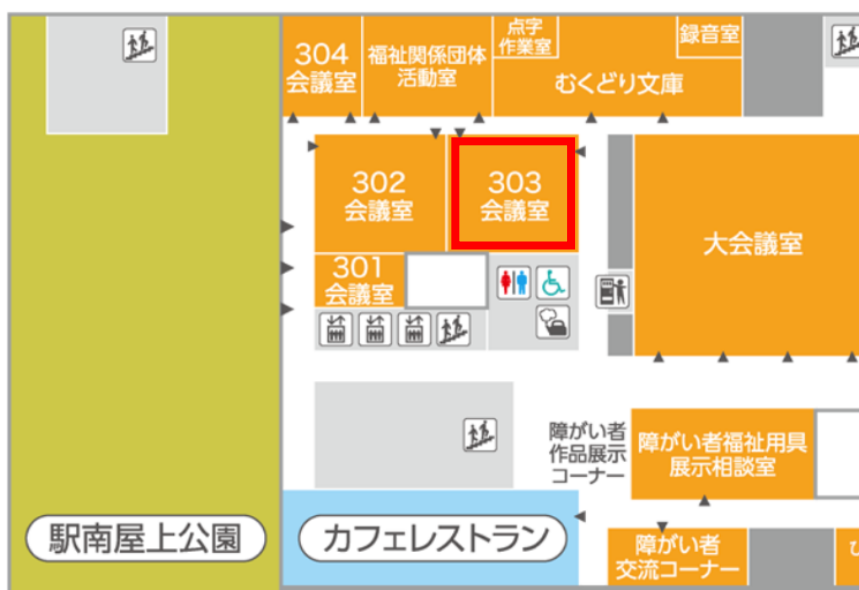 304
会議室
福祉関係団体
活動室
点字
作業室
録音室
むくどり文庫
302
会議室
303
会議室
大会議室
301
会議室
障がい者
作品展示
コーナー
障がい者福祉用具
展示相談室
駅南屋上公園
カフェレストラン
障がい者
交流コーナー